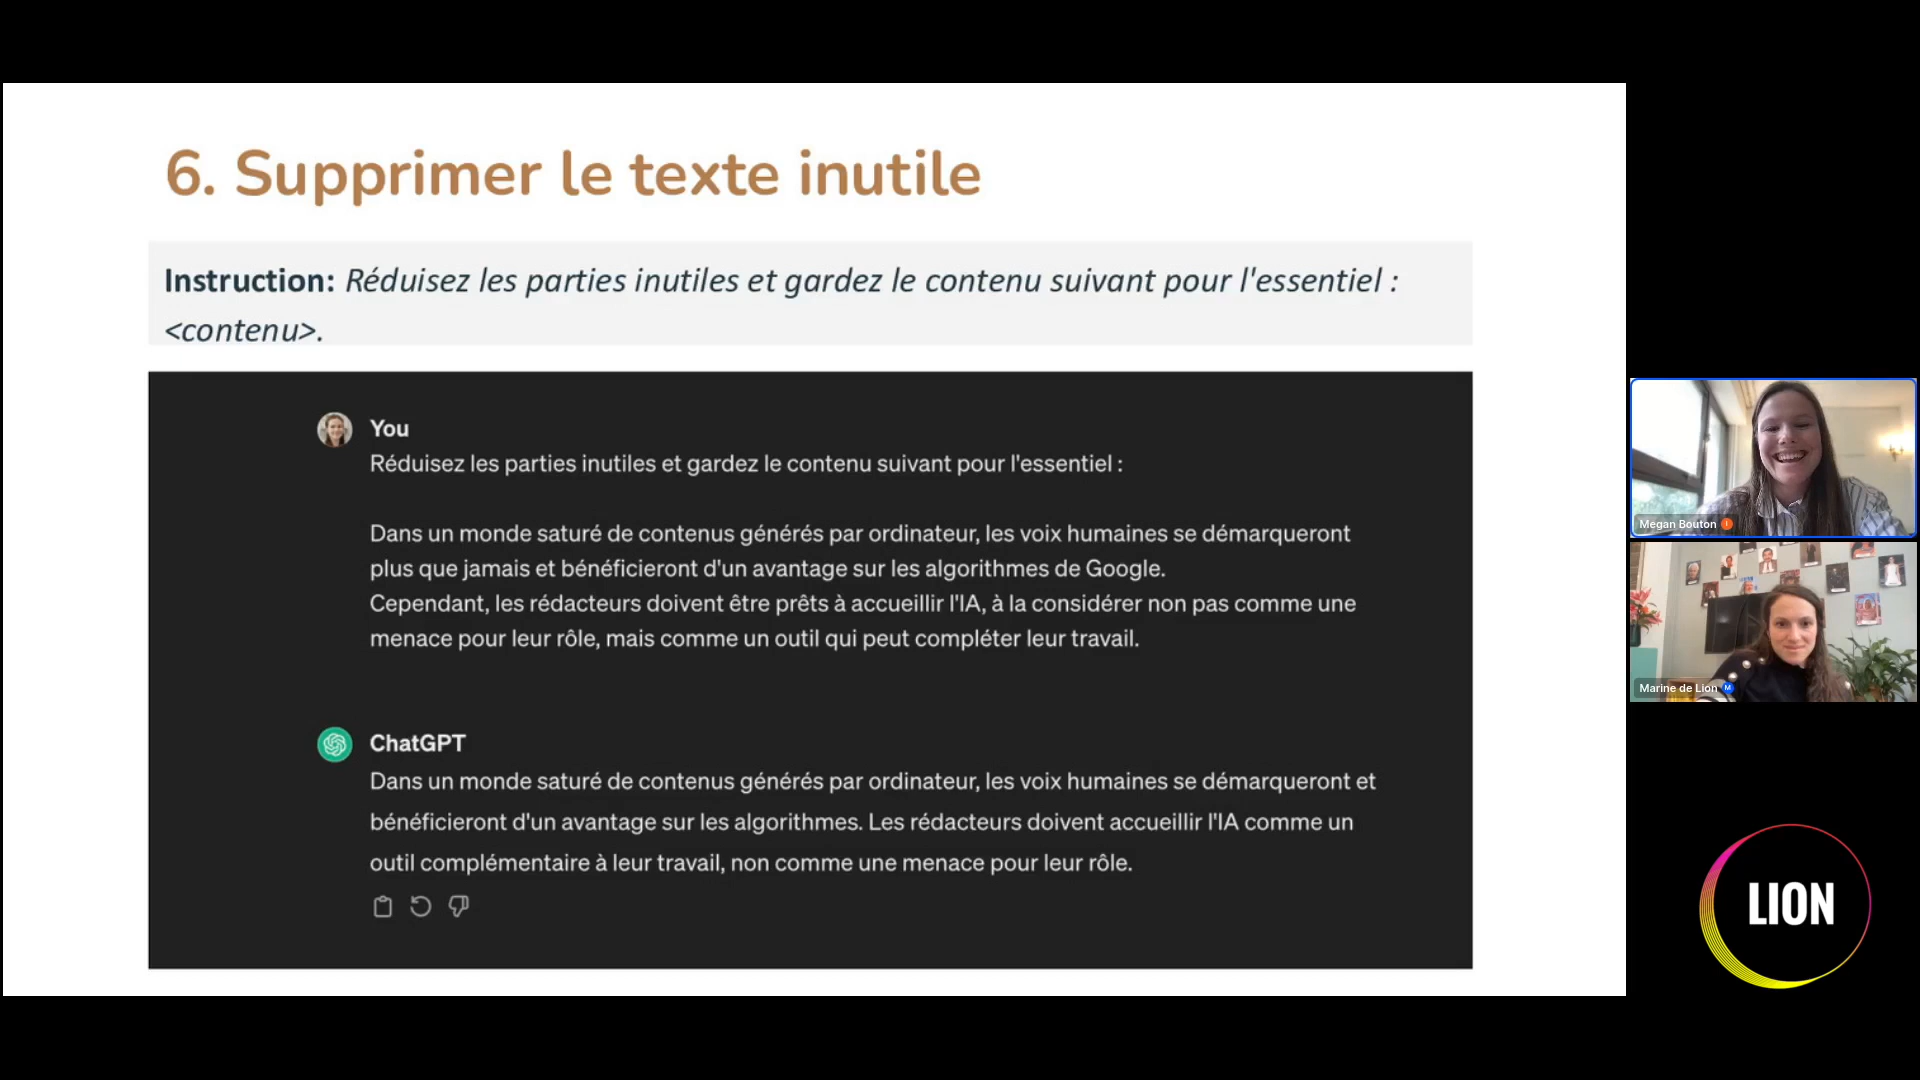 6. Supprimer le texte inutile
Instruction: Réduisez les parties inutiles et gardez le contenu suivant pour l'essentiel :
<contenu>.
You
Réduisez les parties inutiles et gardez le contenu suivant pour l'essentiel :
Dans un monde saturé de contenus générés par ordinateur, les voix humaines se démarqueront
plus que jamais et bénéficieront d'un avantage sur les algorithmes de Google.
Cependant, les rédacteurs doivent être prêts à accueillir l'IA, à la considérer non pas comme une
menace pour leur rôle, mais comme un outil qui peut compléter leur travail.
ChatGPT
Dans un monde saturé de contenus générés par ordinateur, les voix humaines se démarqueront et
bénéficieront d'un avantage sur les algorithmes. Les rédacteurs doivent accueillir l'IA comme un
outil complémentaire à leur travail, non comme une menace pour leur rôle.
Megan Bouton
Marine de Lion M
LION